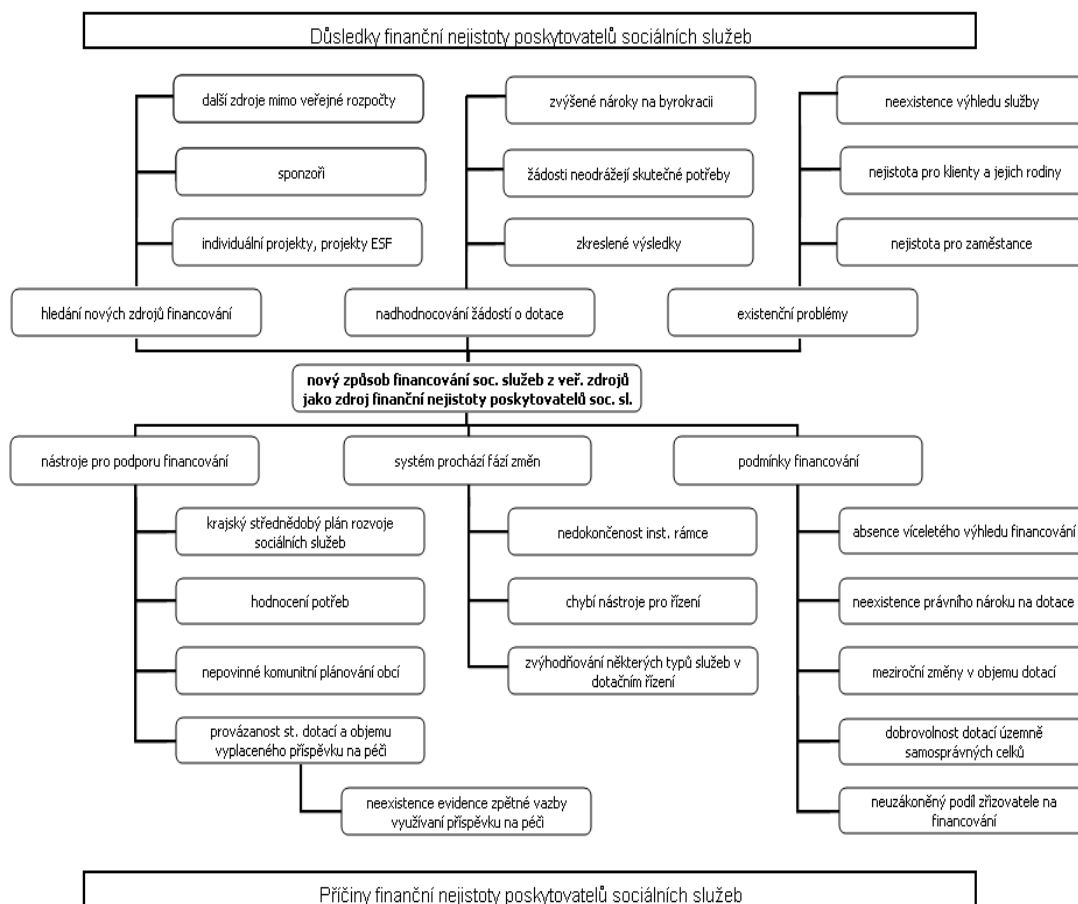 Důsledky finanční nejistoty poskytovatelů sociálních služeb
další zdroje mimo veřejné rozpočty
sponzoři
individuální projekty, projekty ESF
hledání nových zdrojů financování
zvýšené nároky na byrokracii
žádosti neodrážejí skutečné potřeby
zkreslené výsledky
nadhodnocování žádostí o dotace
neexistence výhledu služby
nejistota pro klienty a jejich rodiny
nejistota pro zaměstance
existenční problémy
nový způsob financování soc. služeb z veř. zdrojů
jako zdroj finanční nejistoty poskytovatelů soc. sl.
nástroje pro podporu financování
krajský střednědobý plán rozvoje
sociálních služeb
hodnocení potřeb
nepovinné komunitní plánování obcí
provázanost st. dotací a objemu
vyplaceného příspěvku na péči
neexistence evidence zpětné vazby
využívaní příspěvku na péči
systém prochází fází změn
nedokončenost inst. rámce
chybí nástroje pro řízení
zvýhodňování některých typů služeb v
dotačním řízení
podmínky financování
absence víceletého výhledu financování
neexistence právního nároku na dotace
meziroční změny v objemu dotací
dobrovolnost dotací územně
samosprávných celků
neuzákoněný podíl zřizovatele na
financování
Příčiny finanční nejistoty poskytovatelů sociálních služeb